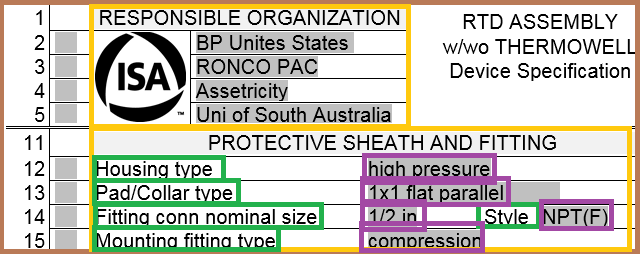 1 RESPONSIBLE ORGANIZATION RTD ASSEMBLY
2 BP Unites States w/wo THERMOWELL
3 RONCO PAC Device Specification
4 Assetricity
5 Uni of South Australia
ISA
TM
11 PROTECTIVE SHEATH AND FITTING
12 Housing type high pressure
13 Pad/Collar type 1x1 flat parallel
14 Fitting conn nominal size 1/2 in Style NPT(F)
15 Mounting fitting type compression